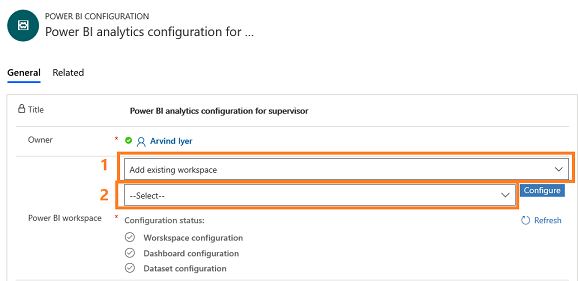 POWER BI CONFIGURATION
Power BI analytics configuration for ...
General Related
Title Power BI analytics configuration for supervisor
Owner * Arvind Iyer
1 Add existing workspace
2 --Select-- Configure
Power BI workspace * Configuration status: Refresh
Worskspace configuration
Dashboard configuration
Dataset configuration